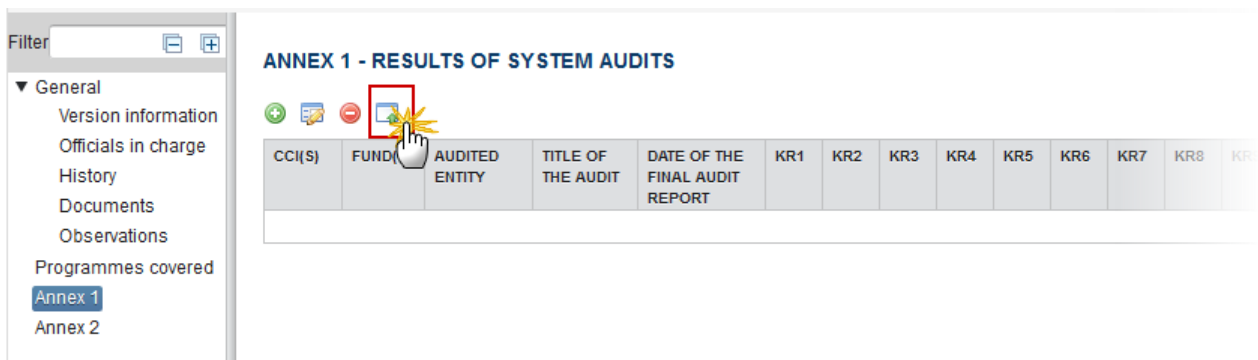 Filter
▼ General
Version information
Officials in charge
History
Documents
Observations
Programmes covered
Annex 1
Annex 2
ANNEX 1 - RESULTS OF SYSTEM AUDITS
CCI(S) FUND( AUDITED ENTITY TITLE OF THE AUDIT DATE OF THE FINAL AUDIT REPORT KR1 KR2 KR3 KR4 KR5 KR6 KR7 KR8